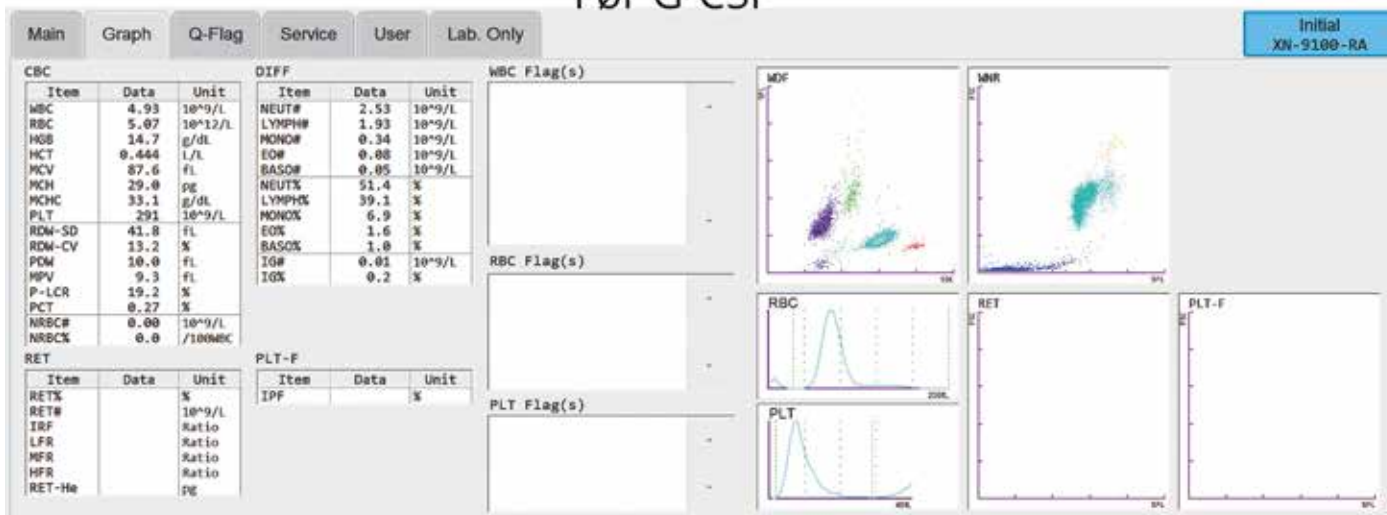 Main Graph Q-Flag Service User Lab. Only
Initial
XN-9100-RA
CBC
Item Data Unit
WBC 4.93 10^9/L
RBC 5.07 10^12/L
HGB 14.7 g/dL
HCT 0.444 L/L
MCV 87.6 fL
MCH 29.0 pg
MCHC 33.1 g/dL
PLT 291 10^9/L
RDW-SD 41.8 fL
RDW-CV 13.2 %
PDW 10.0 fL
MPV 9.3 fL
P-LCR 19.2 %
PCT 0.27 %
NRBC# 0.00 10^9/L
NRBC% 0.0 /100WBC
DIFF
Item Data Unit
NEUT# 2.53 10^9/L
LYMPH# 1.93 10^9/L
MONO# 0.34 10^9/L
EO# 0.08 10^9/L
BASO# 0.05 10^9/L
NEUT% 51.4 %
LYMPH% 39.1 %
MONO% 6.9 %
EO% 1.6 %
BASO% 1.0 %
IG# 0.01 10^9/L
IG% 0.2 %
RET
Item Data Unit
RET% %
RET# 10^9/L
IRF Ratio
LFR Ratio
MFR Ratio
HFR Ratio
RET-He pg
PLT-F
Item Data Unit
IPF %
WBC Flag(s)
RBC Flag(s)
PLT Flag(s)
WDF
WNR
RBC
RET
PLT-F
PLT